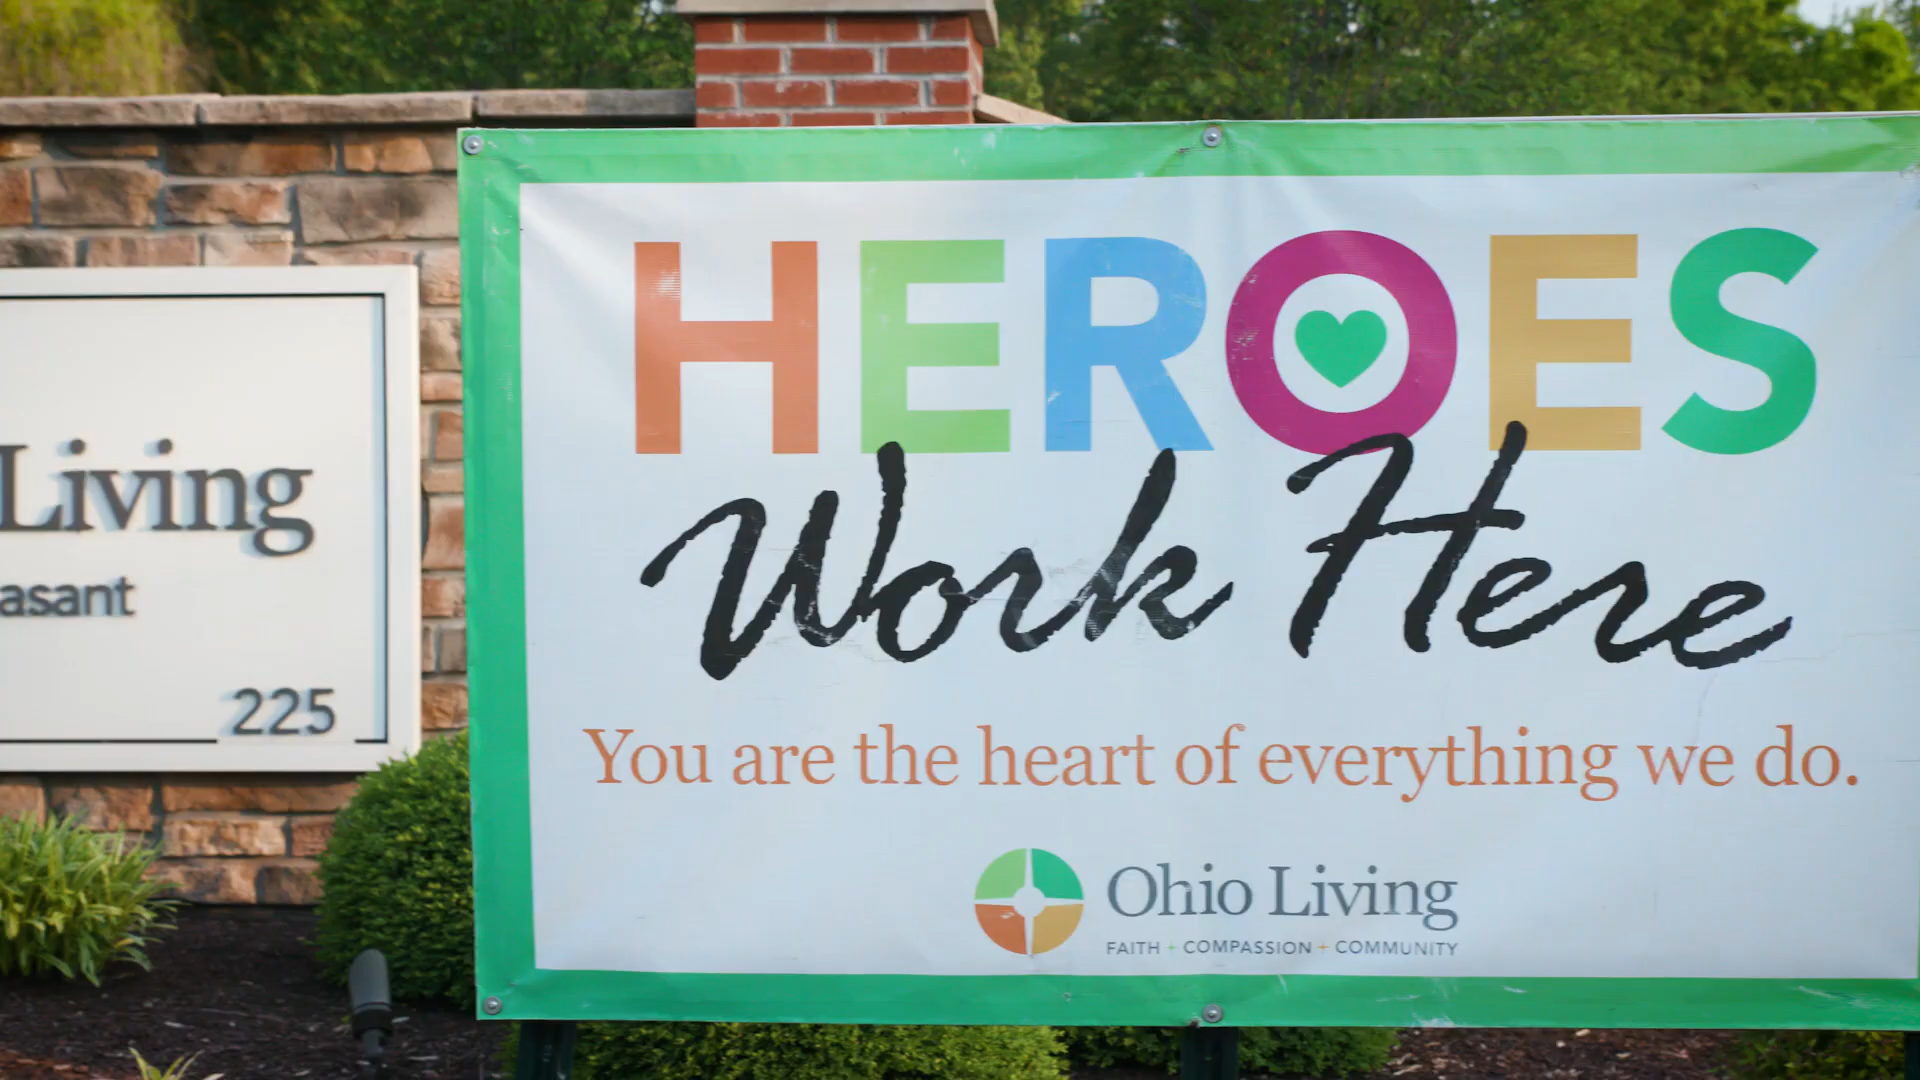 Living
asant
225
HEROES
Work Here
You are the heart of everything we do.
Ohio Living
FAITH + COMPASSION + COMMUNITY